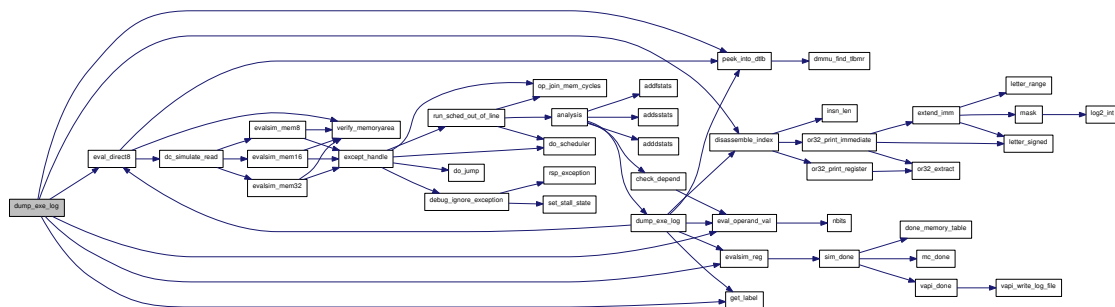 dump_exe_log
eval_direct8
dc_simulate_read
evalsim_mem8
evalsim_mem16
evalsim_mem32
verify_memoryarea
except_handle
run_sched_out_of_line
do_jump
debug_ignore_exception
op_join_mem_cycles
analysis
do_scheduler
rsp_exception
set_stall_state
addfstats
addsstats
adddstats
check_depend
dump_exe_log
peek_into_dtlb
disassemble_index
eval_operand_val
evalsim_reg
get_label
dmmu_find_tlbmr
insn_len
or32_print_immediate
or32_print_register
nbits
sim_done
extend_imm
or32_extract
done_memory_table
mc_done
vapi_done
letter_range
mask
letter_signed
vapi_write_log_file
log2_int